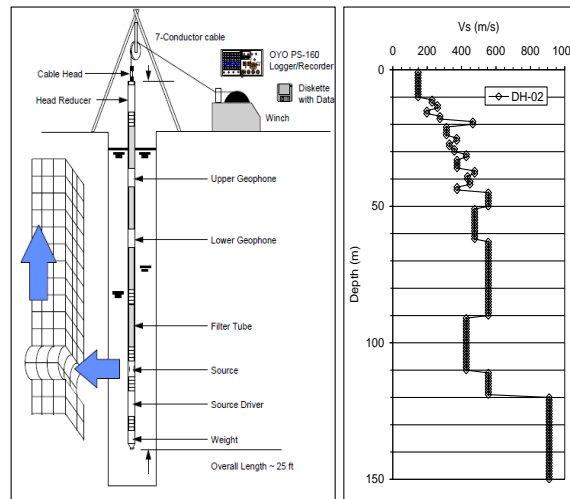 7-Conductor cable
OYO PS-160
Logger/Recorder
Cable Head
Diskette
with Data
Head Reducer
Winch
Upper Geophone
Lower Geophone
Filter Tube
Source
Source Driver
Weight
Overall Length ~ 25 ft
Vs (m/s)
0 200 400 600 800 1000
DH-02
Depth (m)
0
50
100
150